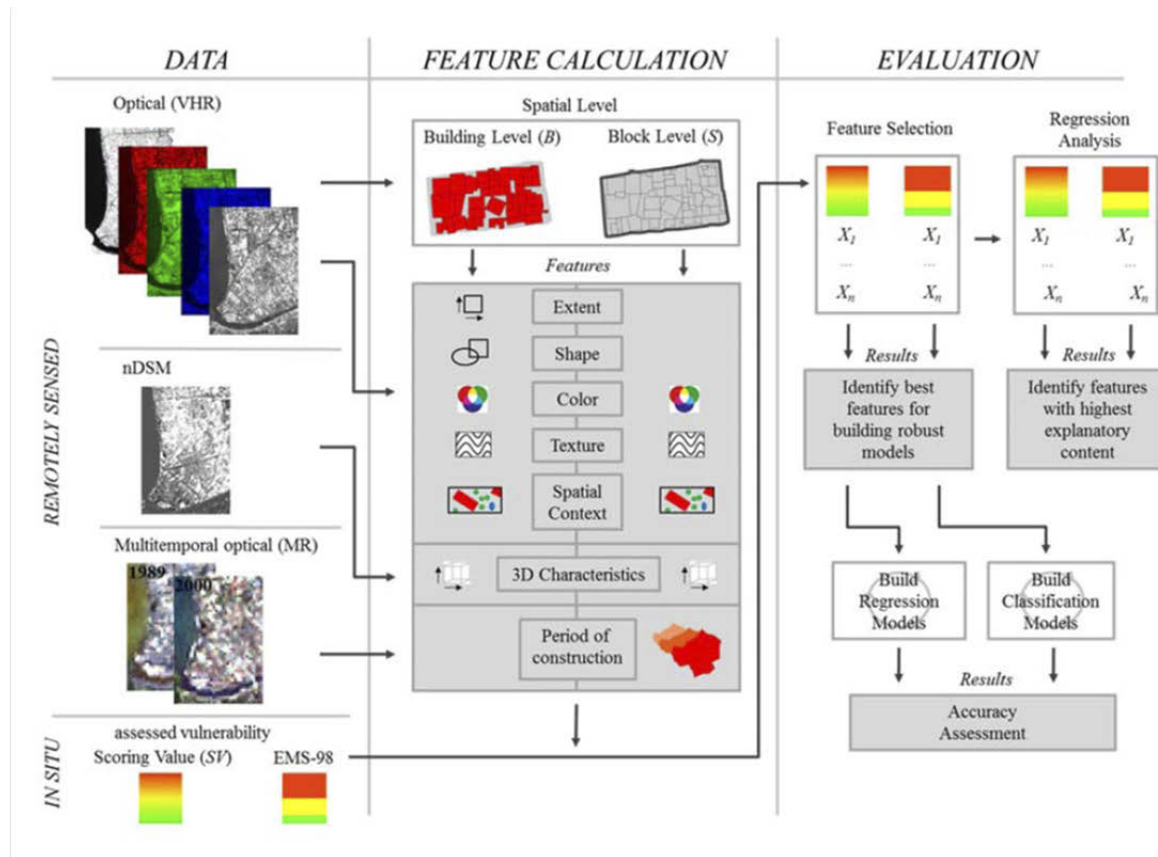 DATA
FEATURE CALCULATION
EVALUATION
REMOTELY SENSED
Optical (VHR)
nDSM
Multitemporal optical (MR)
1989
2000
IN SITU
assessed vulnerability
Scoring Value (SV)
EMS-98
Spatial Level
Building Level (B)
Block Level (S)
Features
Extent
Shape
Color
Texture
Spatial
Context
3D Characteristics
Period of
construction
Feature Selection
X1
X1
...
...
Xn
Xn
Regression
Analysis
X1
X1
...
...
Xn
Xn
Results
Identify best
features for
building robust
models
Results
Identify features
with highest
explanatory
content
Build
Regression
Models
Build
Classification
Models
Results
Accuracy
Assessment